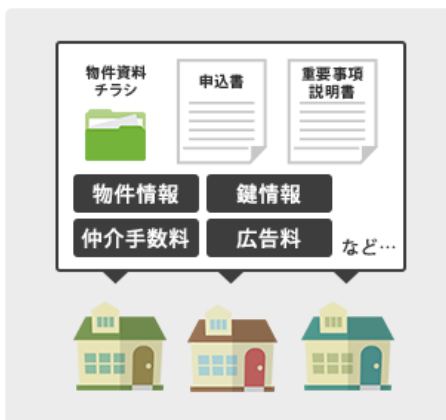 物件資料
チラシ
申込書
重要事項
説明書
物件情報
鍵情報
仲介手数料
広告料
など…